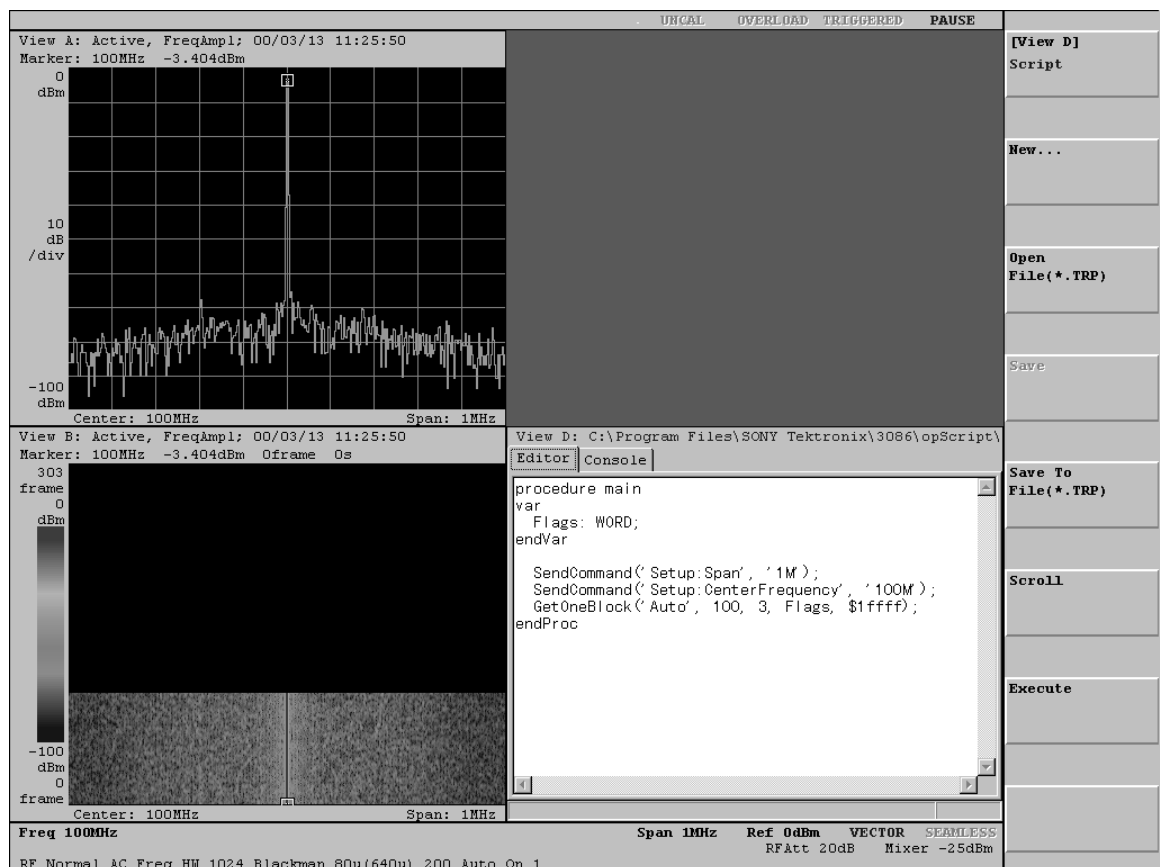 UNCAL OVERLOAD TRIGGERED PAUSE
View A: Active, FreqAmpl; 00/03/13 11:25:50
Marker: 100MHz -3.404dBm
0
dBm
10
dB
/div
-100
dBm
Center: 100MHz Span: 1MHz
View B: Active, FreqAmpl; 00/03/13 11:25:50
Marker: 100MHz -3.404dBm 0frame 0s
303
frame
0
dBm
-100
dBm
0
frame
Center: 100MHz Span: 1MHz
View D: C:\Program Files\SONY Tektronix\3086\opScript\
Editor Console
procedure main
var
Flags: WORD;
endVar
SendCommand('Setup:Span', '1M');
SendCommand('Setup:CenterFrequency', '100M');
GetOneBlock('Auto', 100, 3, Flags, $1ffff);
endProc
Freq 100MHz Span 1MHz Ref 0dBm VECTOR SEAMLESS
RFAtt 20dB Mixer -25dBm
RF Normal AC Freq HW 1024 Blackman 80u(640u) 200 Auto On 1
[View D]
Script
New...
Open
File(*.TRP)
Save
Save To
File(*.TRP)
Scroll
Execute